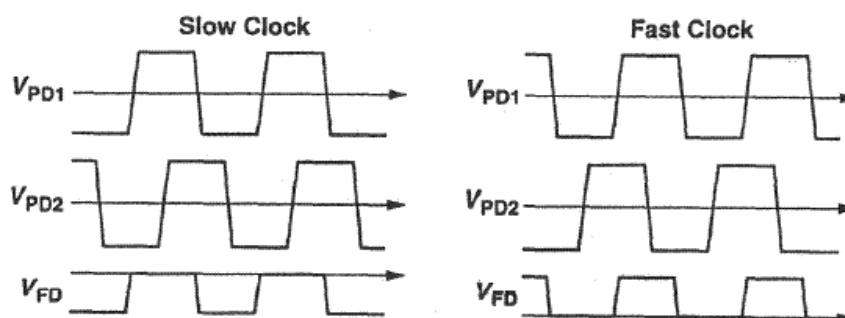 Slow Clock
Fast Clock
VPD1
VPD1
VPD2
VPD2
VFD
VFD